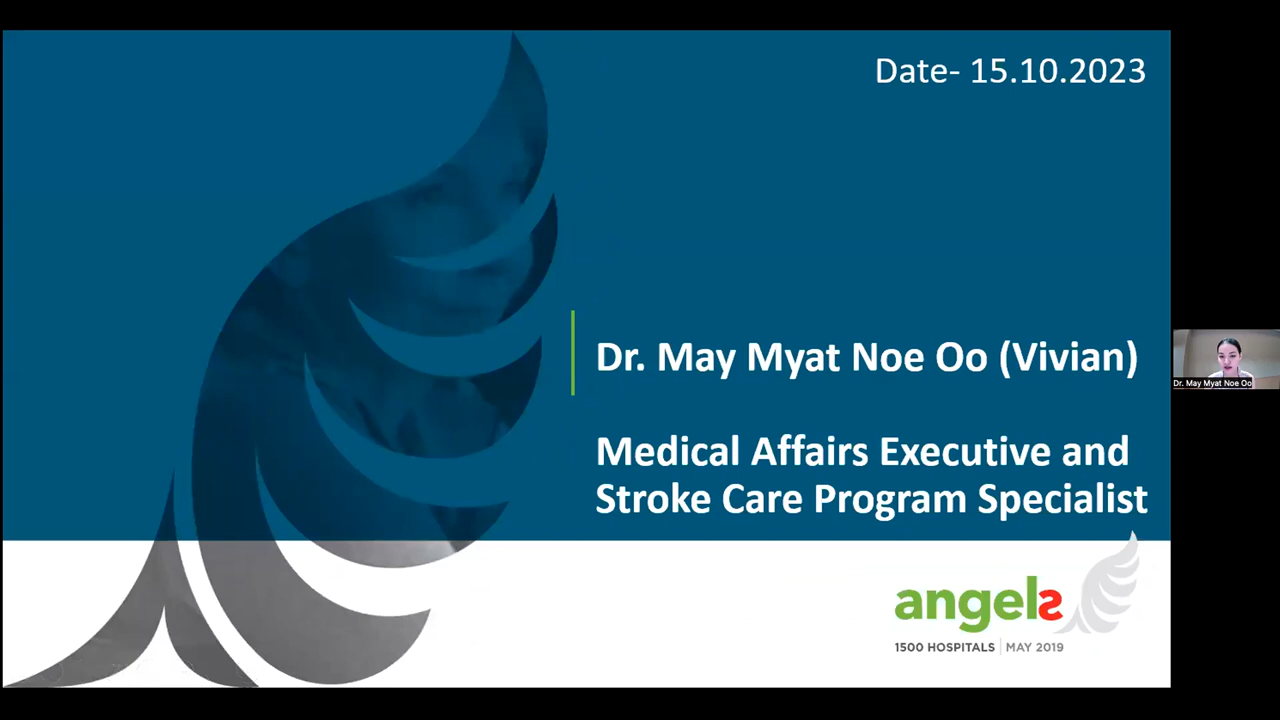 Date- 15.10.2023
Dr. May Myat Noe Oo (Vivian)
Medical Affairs Executive and
Stroke Care Program Specialist
angels
1500 HOSPITALS | MAY 2019
Dr. May Myat Noe Oo